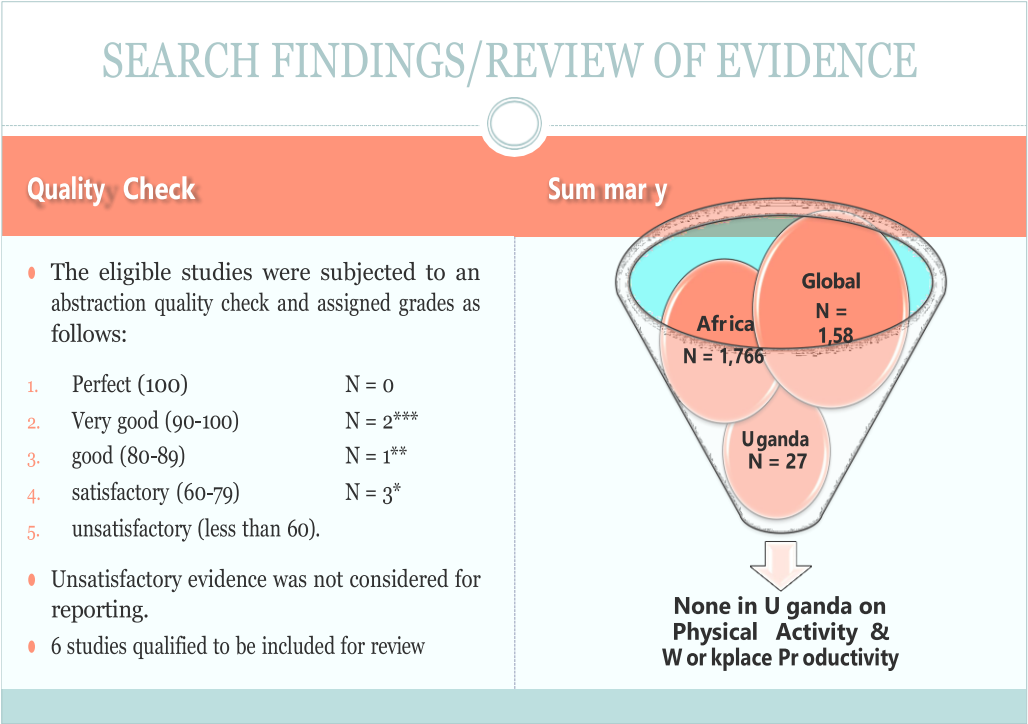 SEARCH FINDINGS/REVIEW OF EVIDENCE
Quality Check
The eligible studies were subjected to an
abstraction quality check and assigned grades as
follows:
1. Perfect (100) N = 0
2. Very good (90-100) N = 2***
3. good (80-89) N = 1**
4. satisfactory (60-79) N = 3*
5. unsatisfactory (less than 60).
Unsatisfactory evidence was not considered for
reporting.
6 studies qualified to be included for review
Summary
Global
N =
1,58
Africa
N = 1,766
Uganda
N = 27
None in Uganda on
Physical Activity &
Workplace Productivity